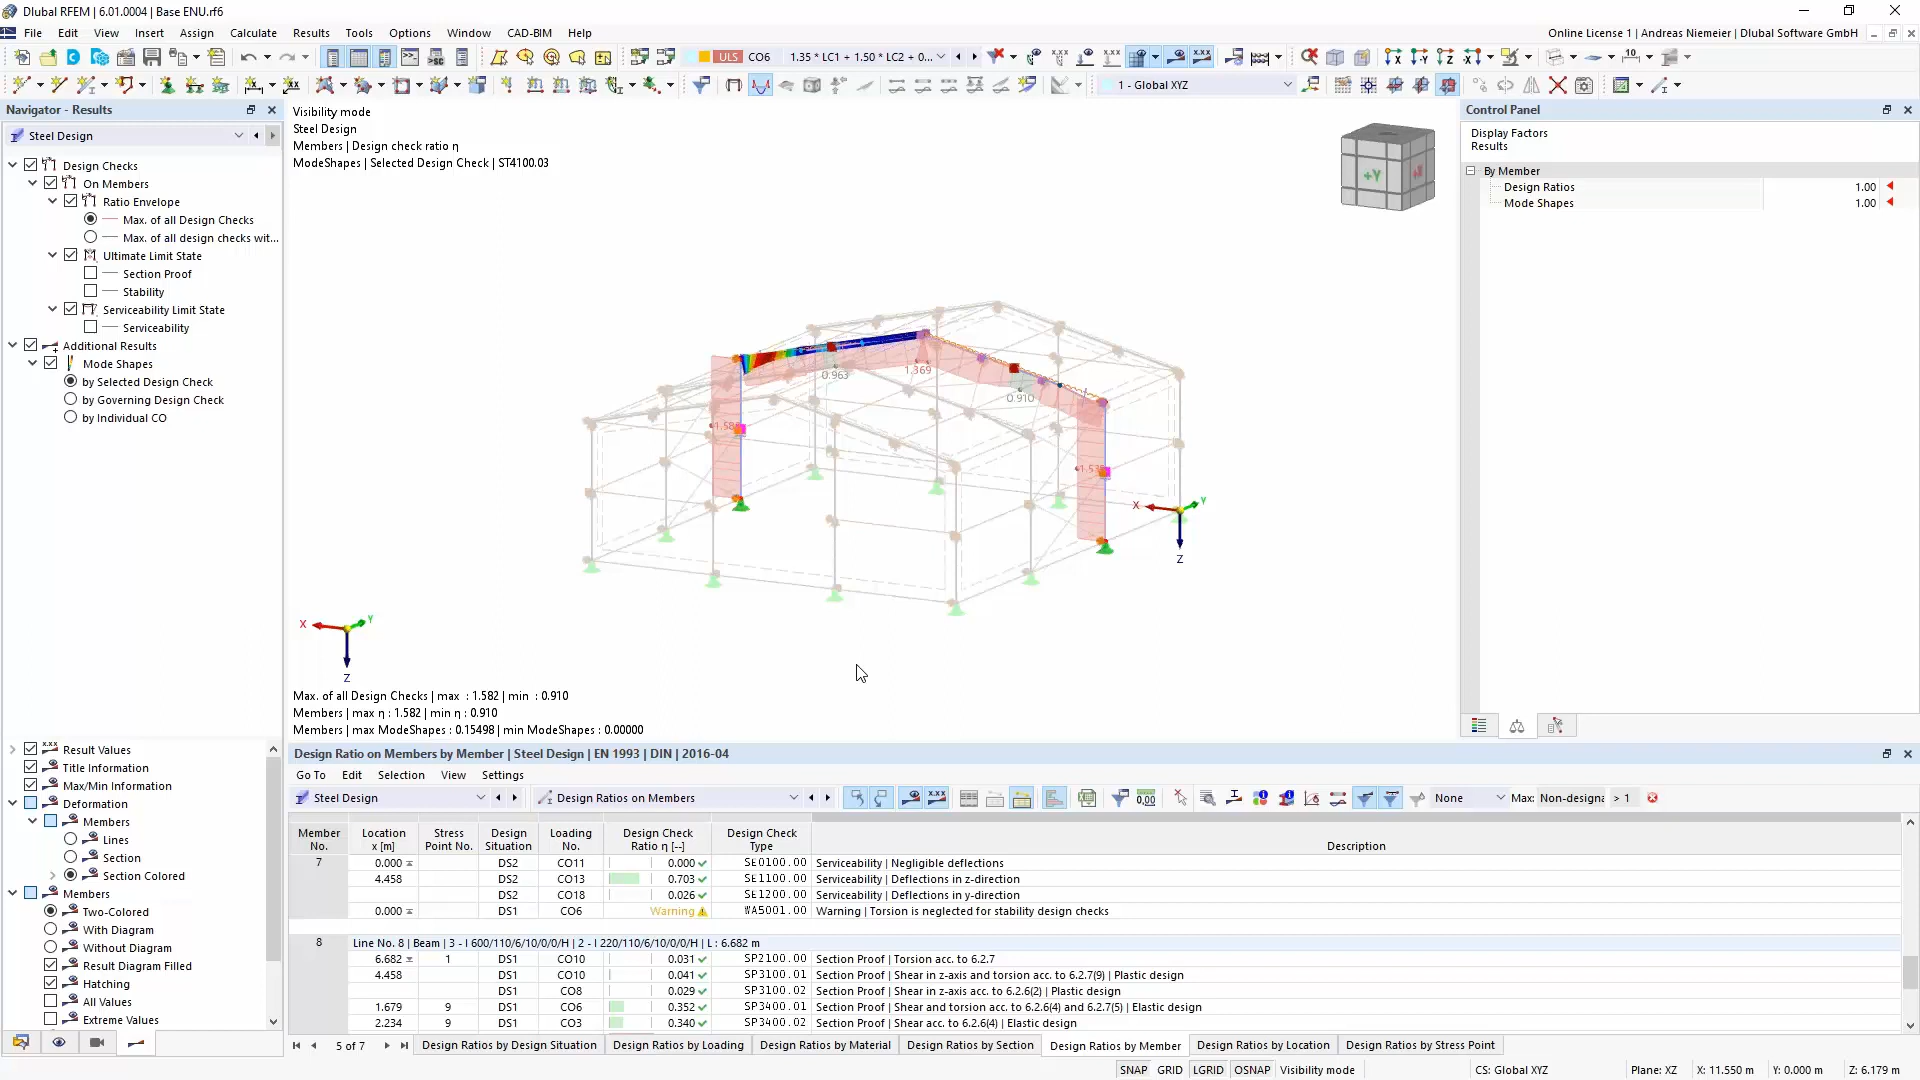 Dlubal RFEM | 6.01.0004 | Base ENU.rf6
File Edit View Insert Assign Calculate Results Tools Options Window CAD-BIM Help
Online License 1 | Andreas Niemeier | Dlubal Software GmbH
ULS CO6 1.35 * LC1 + 1.50 * LC2 + 0...
1 - Global XYZ
Navigator - Results
Steel Design
Design Checks
On Members
Ratio Envelope
Max. of all Design Checks
Max. of all design checks wit...
Ultimate Limit State
Section Proof
Stability
Serviceability Limit State
Serviceability
Additional Results
Mode Shapes
by Selected Design Check
by Governing Design Check
by Individual CO
Result Values
Title Information
Max/Min Information
Deformation
Members
Lines
Section
Section Colored
Members
Two-Colored
With Diagram
Without Diagram
Result Diagram Filled
Hatching
All Values
Extreme Values
Visibility mode
Steel Design
Members | Design check ratio η
ModeShapes | Selected Design Check | ST4100.03
+Y
+X
0.963
1.369
0.910
X
Y
Z
X
Y
Z
Max. of all Design Checks | max : 1.582 | min : 0.910
Members | max η : 1.582 | min η : 0.910
Members | max ModeShapes : 0.15498 | min ModeShapes : 0.00000
Control Panel
Display Factors
Results
By Member
Design Ratios 1.00
Mode Shapes 1.00
Design Ratio on Members by Member | Steel Design | EN 1993 | DIN | 2016-04
Go To Edit Selection View Settings
Steel Design Design Ratios on Members None Max: Non-designa > 1
Member No. Location x [m] Stress Point No. Design Situation Loading No. Design Check Ratio η [--] Design Check Type Description
7 0.000 DS2 CO11 0.000 SE0100.00 Serviceability | Negligible deflections
4.458 DS2 CO13 0.703 SE1100.00 Serviceability | Deflections in z-direction
DS2 CO18 0.026 SE1200.00 Serviceability | Deflections in y-direction
0.000 DS1 CO6 Warning WA5001.00 Warning | Torsion is neglected for stability design checks
8 Line No. 8 | Beam | 3 - I 600/110/6/10/0/0/H | 2 - I 220/110/6/10/0/0/H | L : 6.682 m
6.682 1 DS1 CO10 0.031 SP2100.00 Section Proof | Torsion acc. to 6.2.7
4.458 DS1 CO10 0.041 SP3100.01 Section Proof | Shear in z-axis and torsion acc. to 6.2.7(9) | Plastic design
DS1 CO8 0.029 SP3100.02 Section Proof | Shear in z-axis acc. to 6.2.6(2) | Plastic design
1.679 9 DS1 CO6 0.352 SP3400.01 Section Proof | Shear and torsion acc. to 6.2.6(4) and 6.2.7(5) | Elastic design
2.234 9 DS1 CO3 0.340 SP3400.02 Section Proof | Shear acc. to 6.2.6(4) | Elastic design
5 of 7 Design Ratios by Design Situation Design Ratios by Loading Design Ratios by Material Design Ratios by Section Design Ratios by Member Design Ratios by Location Design Ratios by Stress Point
SNAP GRID LGRID OSNAP Visibility mode CS: Global XYZ Plane: XZ X: 11.550 m Y: 0.000 m Z: 6.179 m